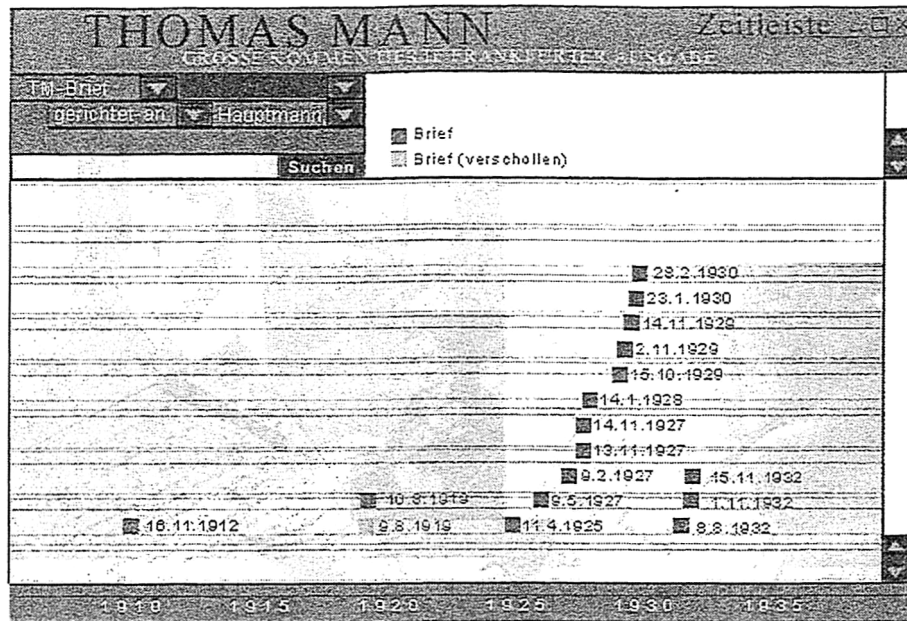 THOMAS MANN
Zeitleiste
GROSSE KOMMENTIERTE FRANKFURTER AUSGABE
TM_Brief
gerichtet an Hauptmann
Suchen
Brief
Brief (verschollen)
28.2.1930
23.1.1930
14.11.1929
2.11.1929
15.10.1929
14.1.1928
14.11.1927
13.11.1927
9.2.1927 15.11.1932
10.8.1919 9.5.1927 1.11.1932
16.11.1912 9.8.1919 11.4.1925 8.8.1932
1910 1915 1920 1925 1930 1935